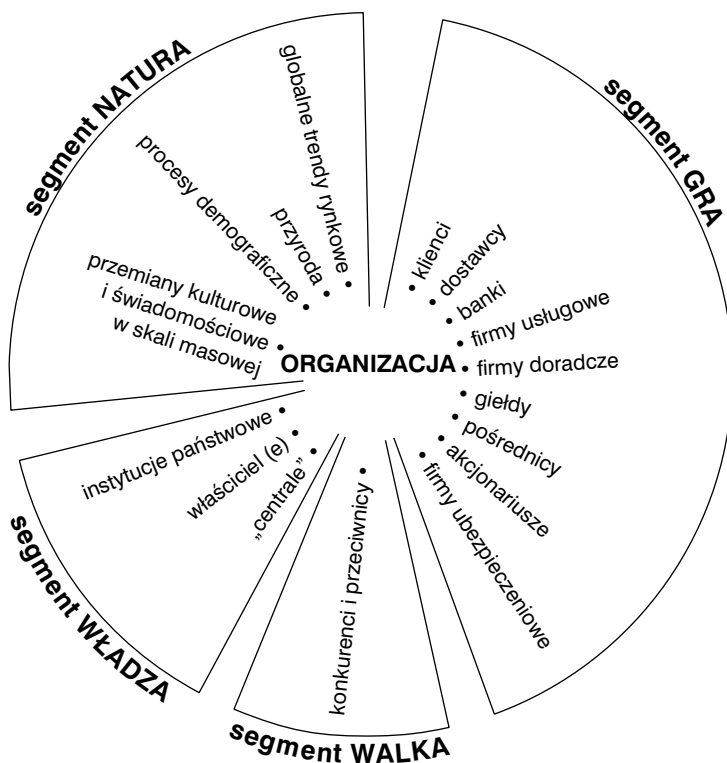 segment NATURA
globalne trendy rynkowe
przyroda
procesy demograficzne
przemiany kulturowe
i świadomościowe
w skali masowej
segment GRA
klienci
dostawcy
banki
firmy usługowe
firmy doradcze
giełdy
pośrednicy
akcjonariusze
firmy ubezpieczeniowe
ORGANIZACJA
instytucje państwowe
właściciel (e)
„centrale”
segment WŁADZA
konkurenci i przeciwnicy
segment WALKA